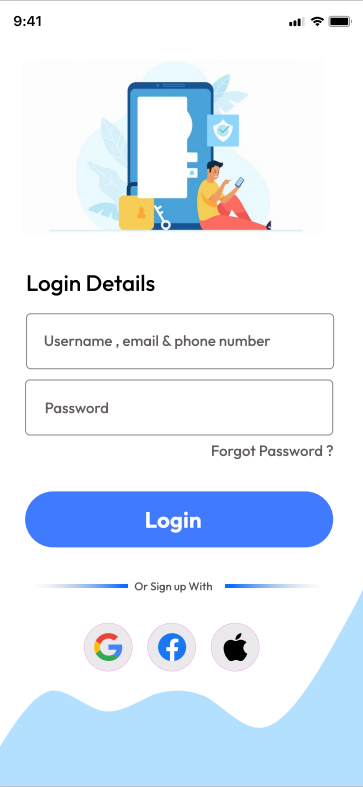 9:41
Login Details
Username , email & phone number
Password
Forgot Password ?
Login
Or Sign up With